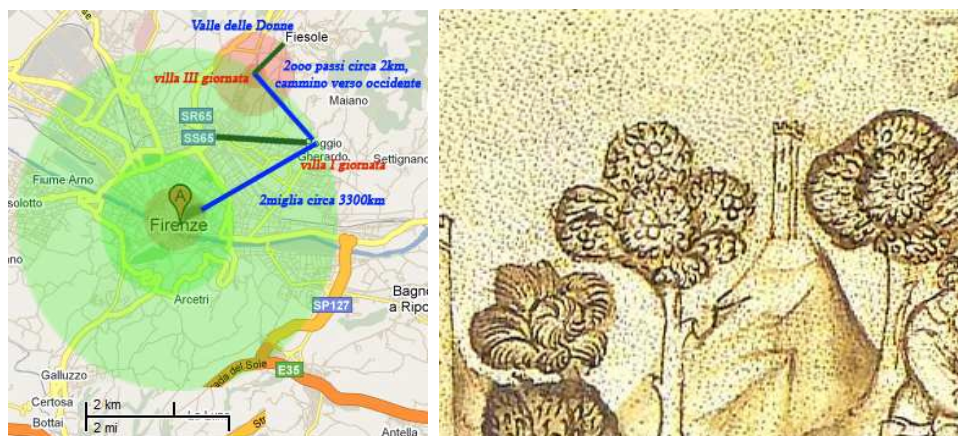 Valle delle Donne
Fiesole
2ooo passi circa 2km,
cammino verso occidente
villa III giornata
Maiano
SR65
SS65
Poggio
Gherardo
Settignano
villa I giornata
Fiume Arno
2miglia circa 3300km
A
Firenze
Arcetri
SP127
Bagno
a Ripo
E35
Galluzzo
Certosa
Bottai
2 km
2 mi
Antella